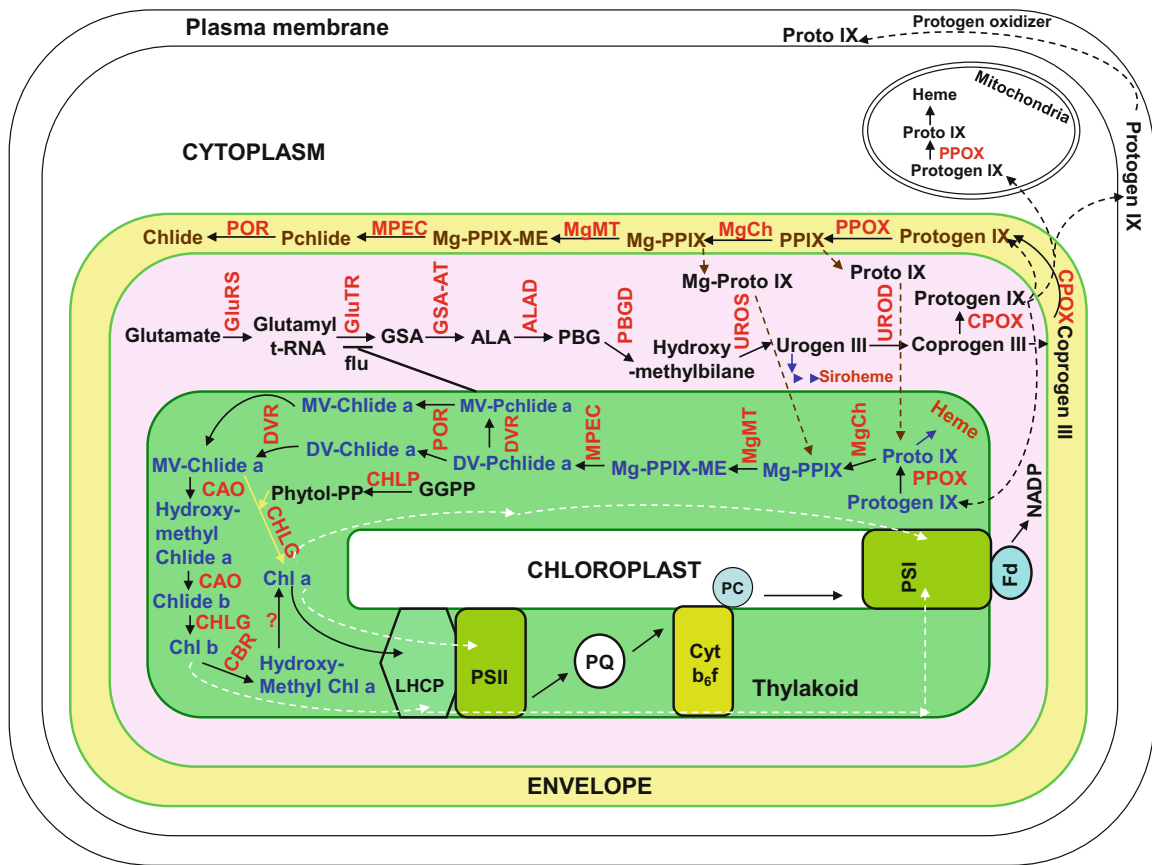 Plasma membrane
Protogen oxidizer
Proto IX
Mitochondria
Heme
Proto IX
PPOX
Protogen IX
Protogen IX
CYTOPLASM
Chlide
POR
Pchlide
MPEC
Mg-PPIX-ME
MgMT
Mg-PPIX
MgCh
PPIX
PPOX
Protogen IX
Mg-Proto IX
Proto IX
Protogen IX
CPOX
CPOX
Coprogen III
Glutamate
GluRS
Glutamyl
t-RNA
GluTR
flu
GSA
GSA-AT
ALA
ALAD
PBG
PBGD
Hydroxy
-methylbilane
UROS
Urogen III
Siroheme
UROD
Coprogen III
MV-Chlide a
MV-Pchlide a
DVR
POR
DVR
DV-Chlide a
DV-Pchlide a
MPEC
Mg-PPIX-ME
MgMT
Mg-PPIX
MgCh
Proto IX
Heme
PPOX
Protogen IX
NADP
MV-Chlide a
CAO
Phytol-PP
CHLP
GGPP
CHLG
Hydroxy-
methyl
Chlide a
CAO
Chlide b
CHLG
Chl b
CBR
Chl a
?
Hydroxy-
Methyl Chl a
CHLOROPLAST
LHCP
PSII
PQ
Cyt
b₆f
PC
PSI
Fd
Thylakoid
ENVELOPE